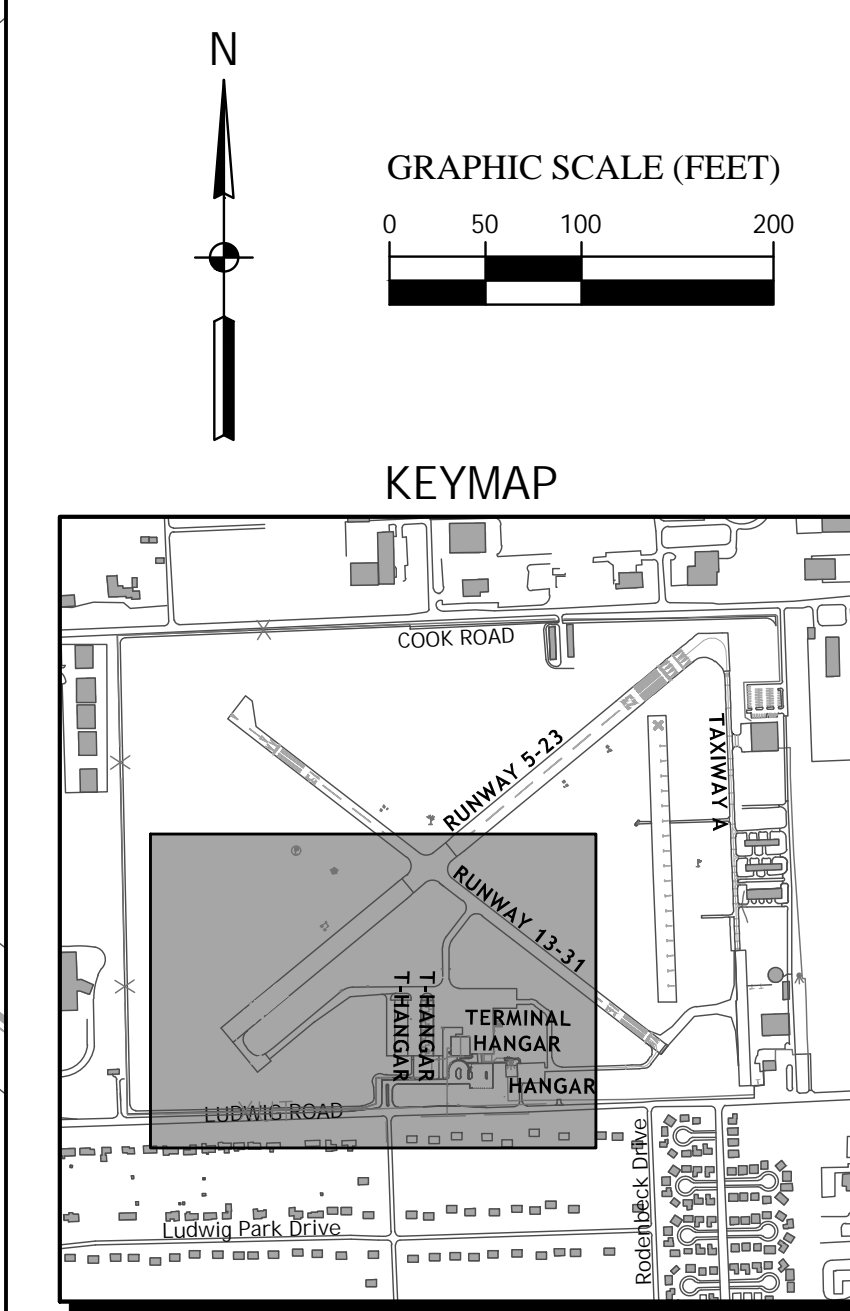 N
GRAPHIC SCALE (FEET)
0 50 100 200
KEYMAP
COOK ROAD
RUNWAY 5-23
TAXIWAY A
RUNWAY 13-31
T-HANGAR
T-HANGAR
TERMINAL
HANGAR
HANGAR
LUDWIG ROAD
Rodenbeck Drive
Ludwig Park Drive